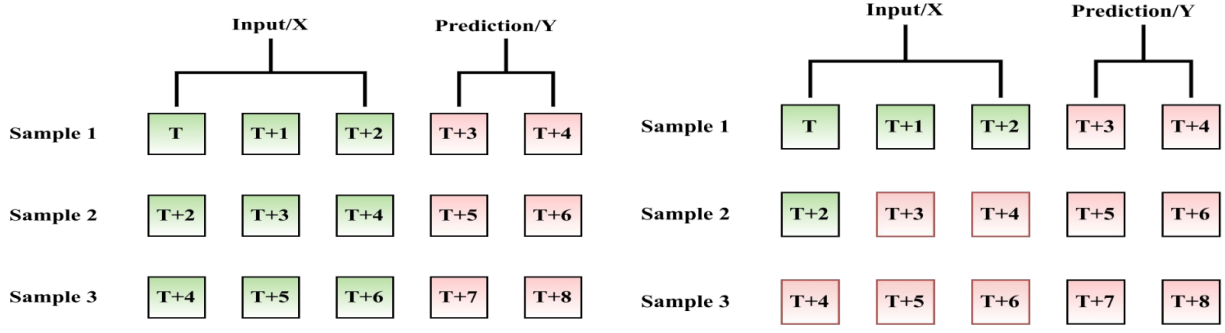 Input/X Prediction/Y
Sample 1 T T+1 T+2 T+3 T+4
Sample 2 T+2 T+3 T+4 T+5 T+6
Sample 3 T+4 T+5 T+6 T+7 T+8
Input/X Prediction/Y
Sample 1 T T+1 T+2 T+3 T+4
Sample 2 T+2 T+3 T+4 T+5 T+6
Sample 3 T+4 T+5 T+6 T+7 T+8